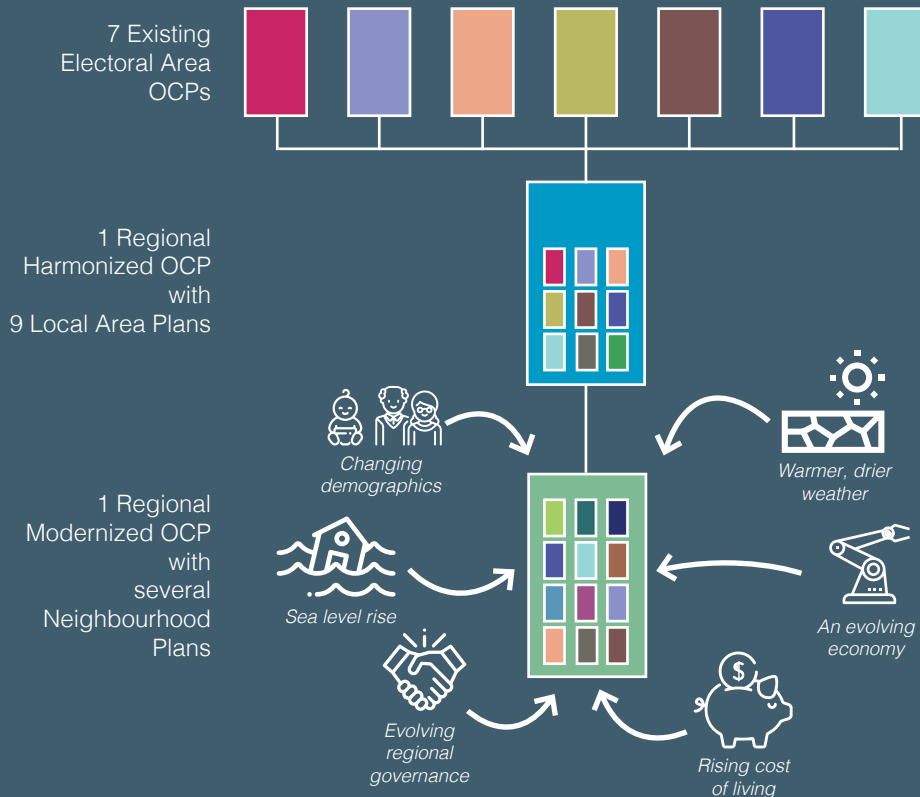 7 Existing
Electoral Area
OCPs
1 Regional
Harmonized OCP
with
9 Local Area Plans
Changing
demographics
Warmer, drier
weather
1 Regional
Modernized OCP
with
several
Neighbourhood
Plans
Sea level rise
An evolving
economy
Evolving
regional
governance
$
Rising cost
of living